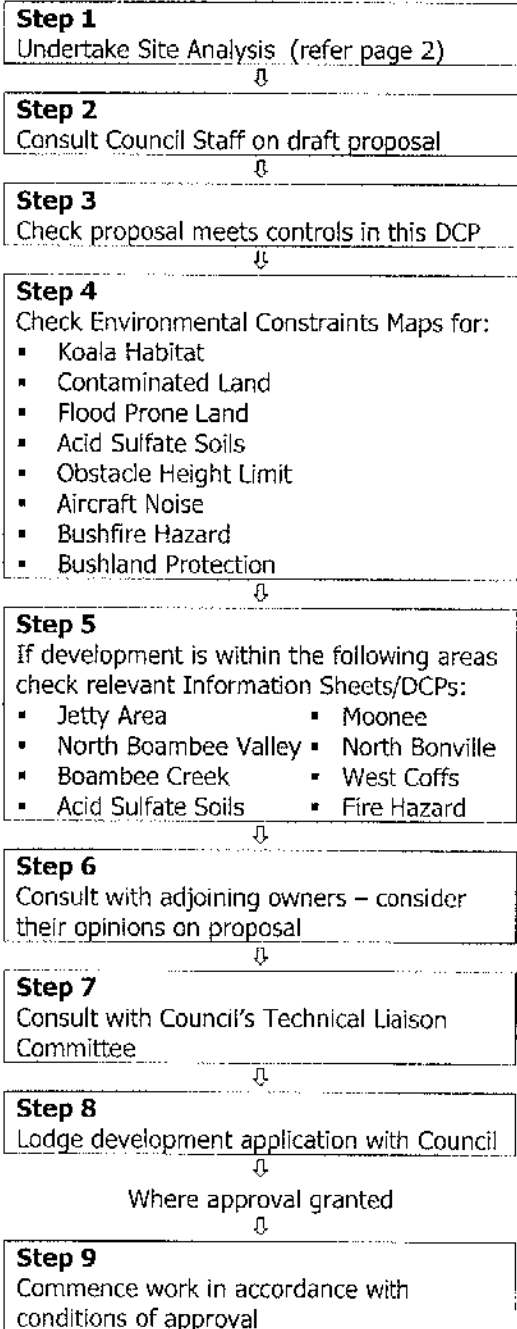 Step 1
Undertake Site Analysis (refer page 2)
⇩
Step 2
Consult Council Staff on draft proposal
⇩
Step 3
Check proposal meets controls in this DCP
⇩
Step 4
Check Environmental Constraints Maps for:
▪ Koala Habitat
▪ Contaminated Land
▪ Flood Prone Land
▪ Acid Sulfate Soils
▪ Obstacle Height Limit
▪ Aircraft Noise
▪ Bushfire Hazard
▪ Bushland Protection
⇩
Step 5
If development is within the following areas
check relevant Information Sheets/DCPs:
▪ Jetty Area ▪ Moonee
▪ North Boambee Valley ▪ North Bonville
▪ Boambee Creek ▪ West Coffs
▪ Acid Sulfate Soils ▪ Fire Hazard
⇩
Step 6
Consult with adjoining owners – consider
their opinions on proposal
⇩
Step 7
Consult with Council's Technical Liaison
Committee
⇩
Step 8
Lodge development application with Council
⇩
Where approval granted
⇩
Step 9
Commence work in accordance with
conditions of approval